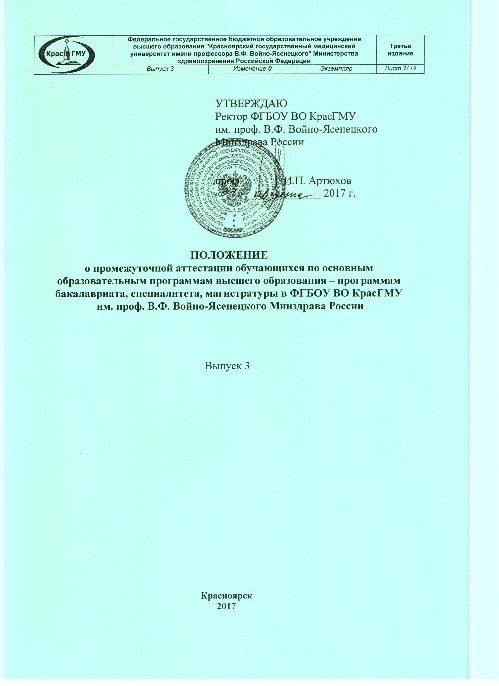 КрасГМУ
Федеральное государственное бюджетное образовательное учреждение
высшего образования "Красноярский государственный медицинский
университет имени профессора В.Ф. Войно-Ясенецкого" Министерства
здравоохранения Российской Федерации
Третье
издание
Выпуск 3 Изменение 0 Экземпляр Лист 1/19
УТВЕРЖДАЮ
Ректор ФГБОУ ВО КрасГМУ
им. проф. В.Ф. Войно-Ясенецкого
Минздрава России
И.П. Артюхов
2017 г.
ПОЛОЖЕНИЕ
о промежуточной аттестации обучающихся по основным
образовательным программам высшего образования – программам
бакалавриата, специалитета, магистратуры в ФГБОУ ВО КрасГМУ
им. проф. В.Ф. Войно-Ясенецкого Минздрава России
Выпуск 3
Красноярск
2017